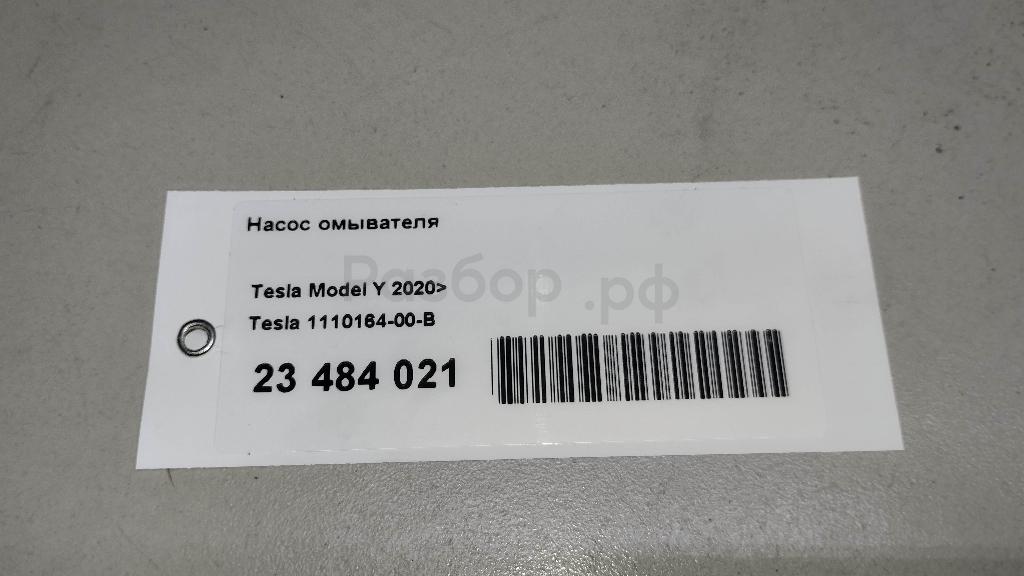 Насос омывателя
Разбор.рф
Tesla Model Y 2020>
Tesla 1110164-00-B
23 484 021